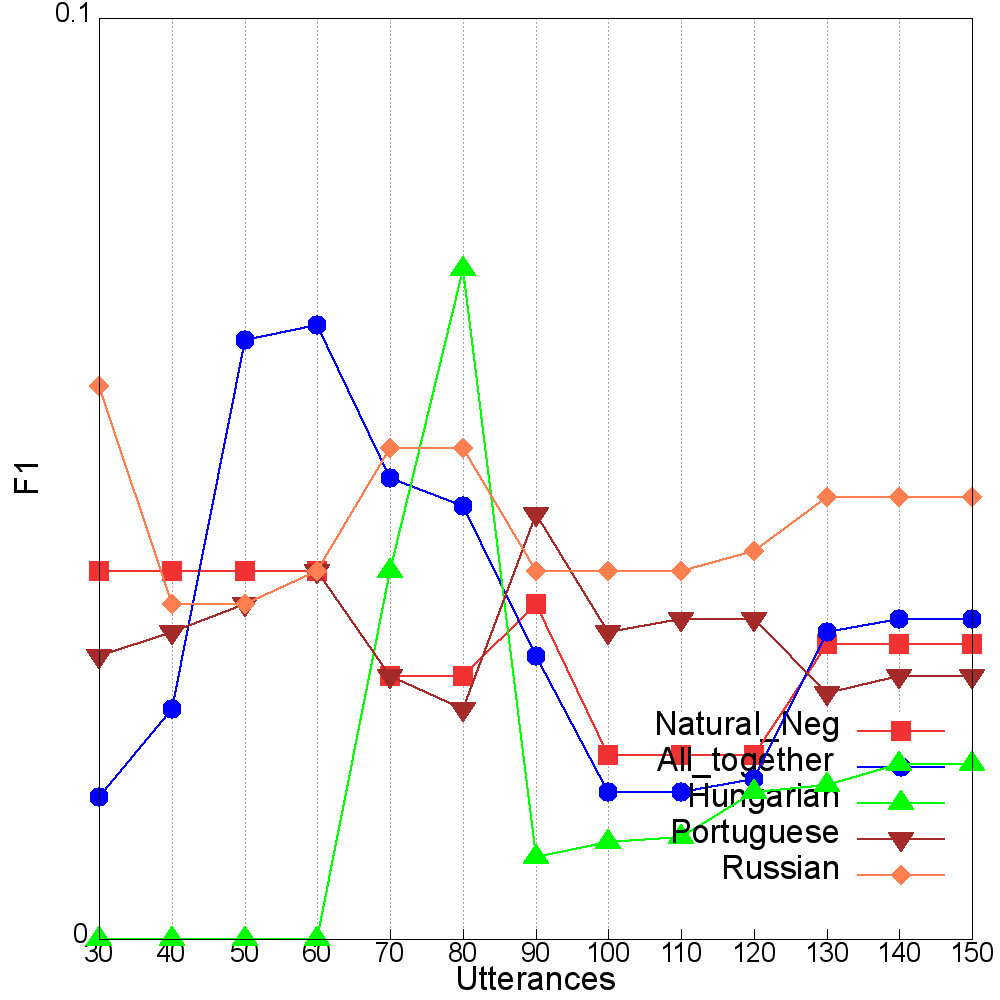 0.1
F1
Natural_Neg
All_together
Hungarian
Portuguese
Russian
0
30 40 50 60 70 80 90 100 110 120 130 140 150
Utterances